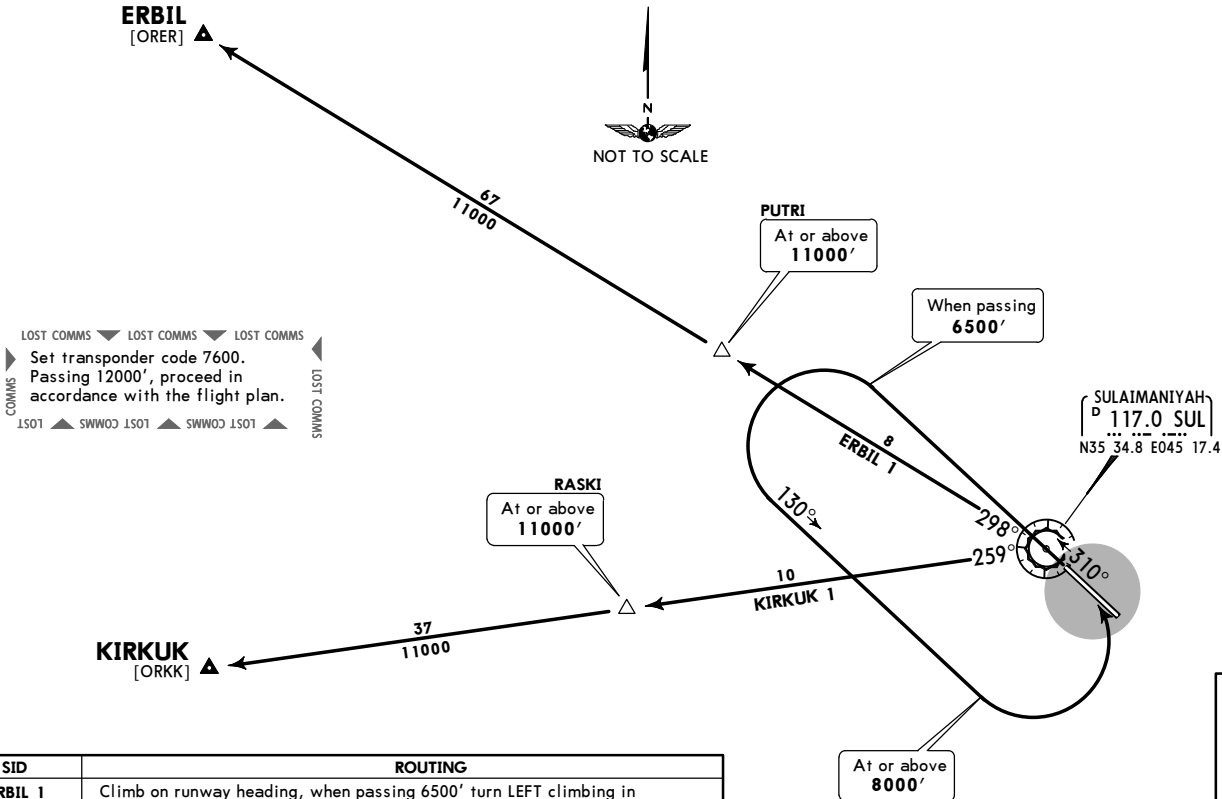 ERBIL
[ORER]
N
NOT TO SCALE
67
11000
PUTRI
At or above
11000'
When passing
6500'
LOST COMMS LOST COMMS LOST COMMS
Set transponder code 7600.
Passing 12000', proceed in
accordance with the flight plan.
COMMS
LOST COMMS
LOST COMMS LOST COMMS LOST
SULAIMANIYAH
D 117.0 SUL
N35 34.8 E045 17.4
8
ERBIL 1
RASKI
At or above
11000'
130°
298°
259°
310°
10
KIRKUK 1
37
11000
KIRKUK
[ORKK]
At or above
8000'
SID ROUTING
RBIL 1 Climb on runway heading, when passing 6500' turn LEFT climbing in